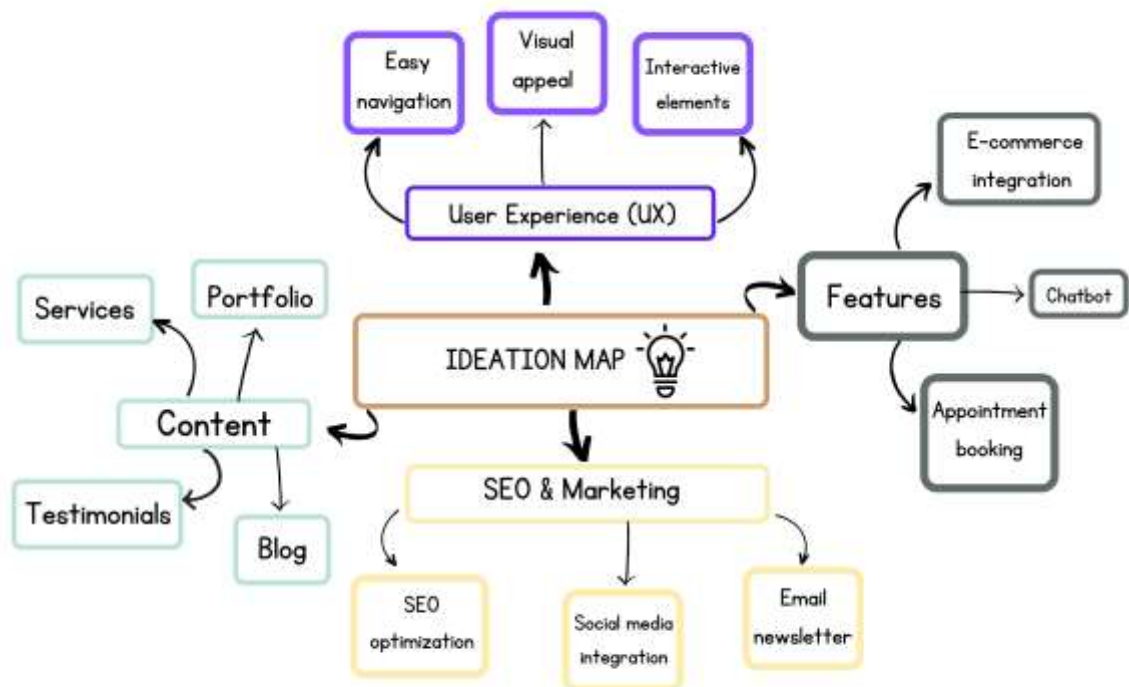 Easy
navigation
Visual
appeal
Interactive
elements
User Experience (UX)
E-commerce
integration
Features
Chatbot
Appointment
booking
Services
Portfolio
Content
Testimonials
Blog
IDEATION MAP
SEO & Marketing
SEO
optimization
Social media
integration
Email
newsletter